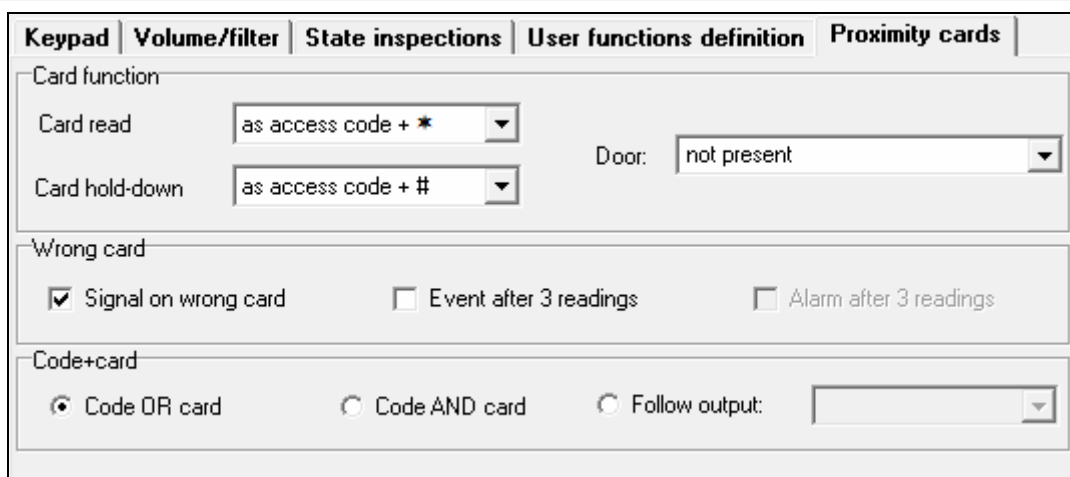 Keypad Volume/filter State inspections User functions definition Proximity cards
Card function
Card read as access code + *
Door: not present
Card hold-down as access code + #
Wrong card
Signal on wrong card Event after 3 readings Alarm after 3 readings
Code+card
Code OR card Code AND card Follow output: